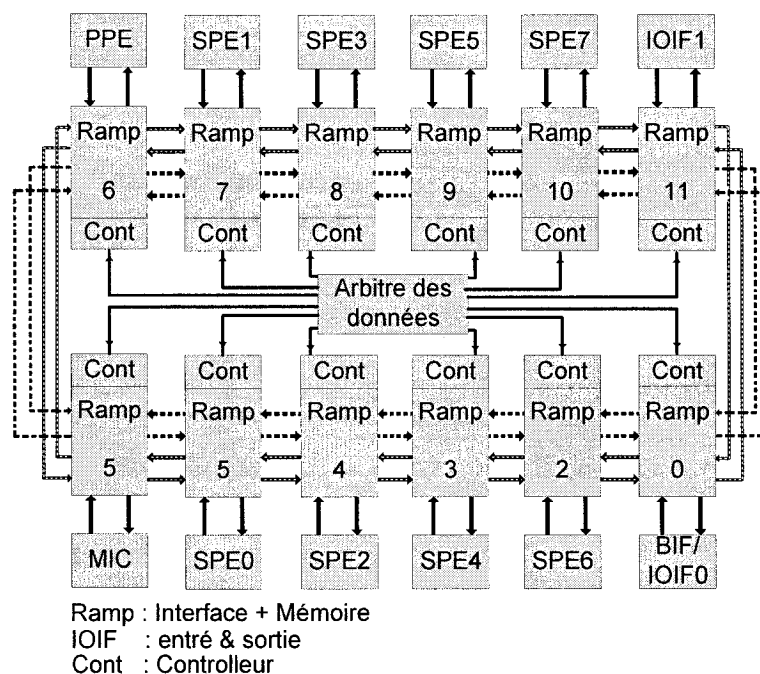 PPE SPE1 SPE3 SPE5 SPE7 IOIF1
Ramp Ramp Ramp Ramp Ramp Ramp
6 7 8 9 10 11
Cont Cont Cont Cont Cont Cont
Arbitre des
données
Cont Cont Cont Cont Cont Cont
Ramp Ramp Ramp Ramp Ramp Ramp
5 5 4 3 2 0
MIC SPE0 SPE2 SPE4 SPE6 BIF/
IOIF0
Ramp : Interface + Mémoire
IOIF : entré & sortie
Cont : Controlleur